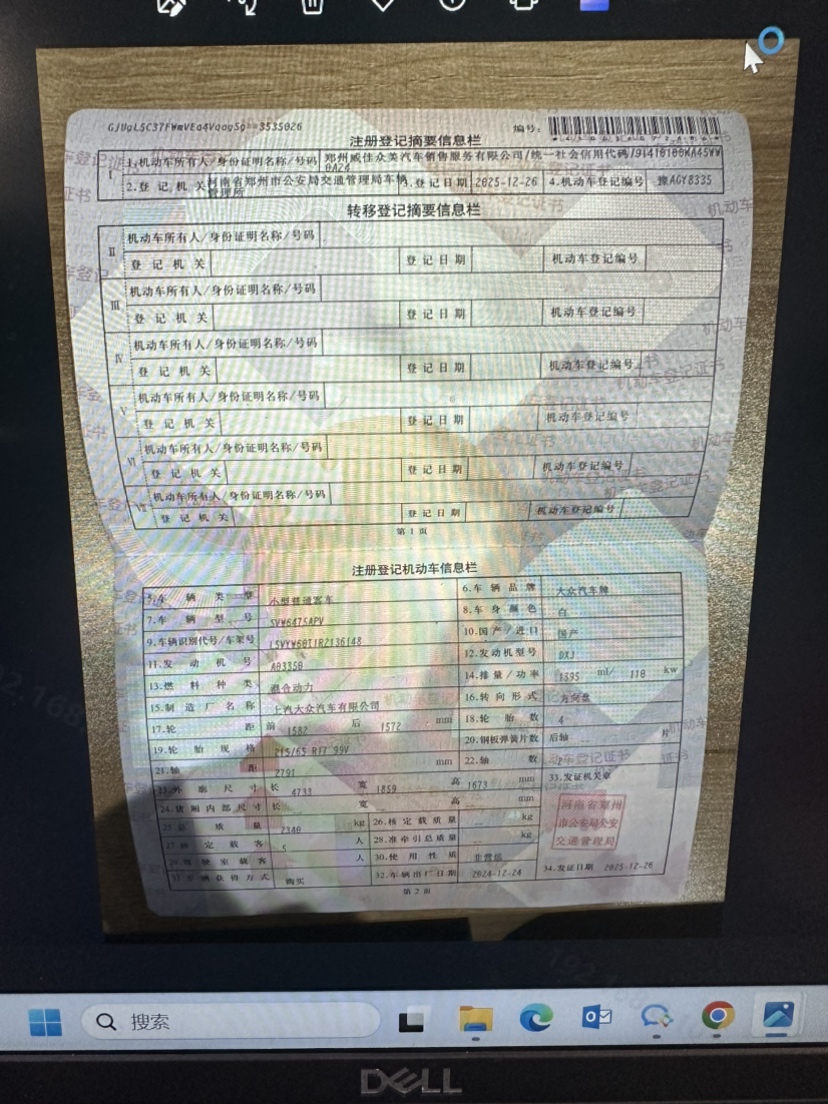 GJUqL5C37FWmVEa4VqoySg==3535026
编号:
注册登记摘要信息栏
I
1.机动车所有人/身份证明名称/号码 郑州威佳众美汽车销售服务有限公司/统一社会信用代码/
2.登记机关 河南省郑州市公安局交通管理局车辆管理所 3.登记日期 2025-12-26 4.机动车登记编号 豫AGY8335
转移登记摘要信息栏
II 机动车所有人/身份证明名称/号码
登记机关 登记日期 机动车登记编号
III 机动车所有人/身份证明名称/号码
登记机关 登记日期 机动车登记编号
IV 机动车所有人/身份证明名称/号码
登记机关 登记日期 机动车登记编号
V 机动车所有人/身份证明名称/号码
登记机关 登记日期 机动车登记编号
VI 机动车所有人/身份证明名称/号码
登记机关 登记日期 机动车登记编号
VII 机动车所有人/身份证明名称/号码
登记机关 登记日期 机动车登记编号
第1页
注册登记机动车信息栏
5.车辆类型 小型普通客车 6.车辆品牌 大众汽车牌
7.车辆型号 SVW6475APV 8.车身颜色 白
9.车辆识别代号/车架号 LSVYW60T1R2136148 10.国产/进口 国产
11.发动机号 A03350 12.发动机型号 DXJ
13.燃料种类 混合动力 14.排量/功率 1395 ml/ 110 kw
15.制造厂名称 上汽大众汽车有限公司 16.转向形式 方向盘
17.轮距 前 1582 后 1572 mm 18.轮胎数 4
19.轮胎规格 215/65 R17 99V 20.钢板弹簧片数 后轴 片
21.轴距 2791 mm 22.轴数 2
23.外廓尺寸 长 4733 宽 1859 高 1673 mm 33.发证机关章
24.货厢内部尺寸 长 宽 高 mm
25.总质量 2340 kg 26.核定载质量 kg
27.核定载客 5 人 28.准牵引总质量 kg
29.驾驶室载客 人 30.使用性质 非营运
31.车辆获得方式 购买 32.车辆出厂日期 2024-12-24 34.发证日期 2025-12-26
河南省郑州
市公安局公安
交通管理局
第2页
搜索
DELL